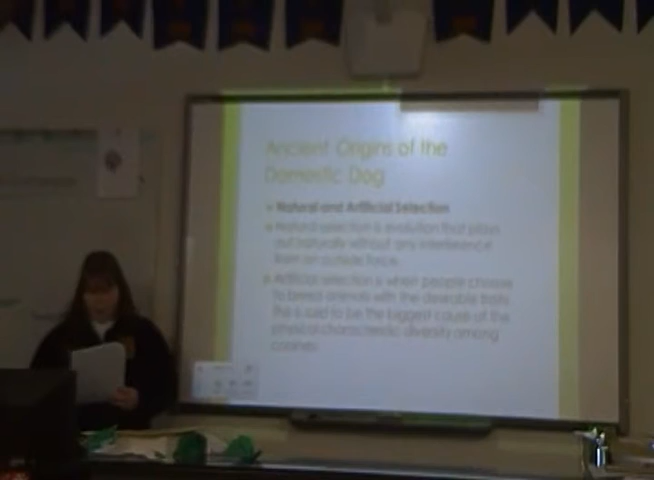 Ancient Origins of the
Domestic Dog
Natural and Artificial Selection
Natural selection is evolution that plays
out naturally without any interference
from an outside force.
Artificial selection is when people choose
to breed animals with the desirable traits
this is said to be the biggest cause of the
physical characteristic diversity among
canines